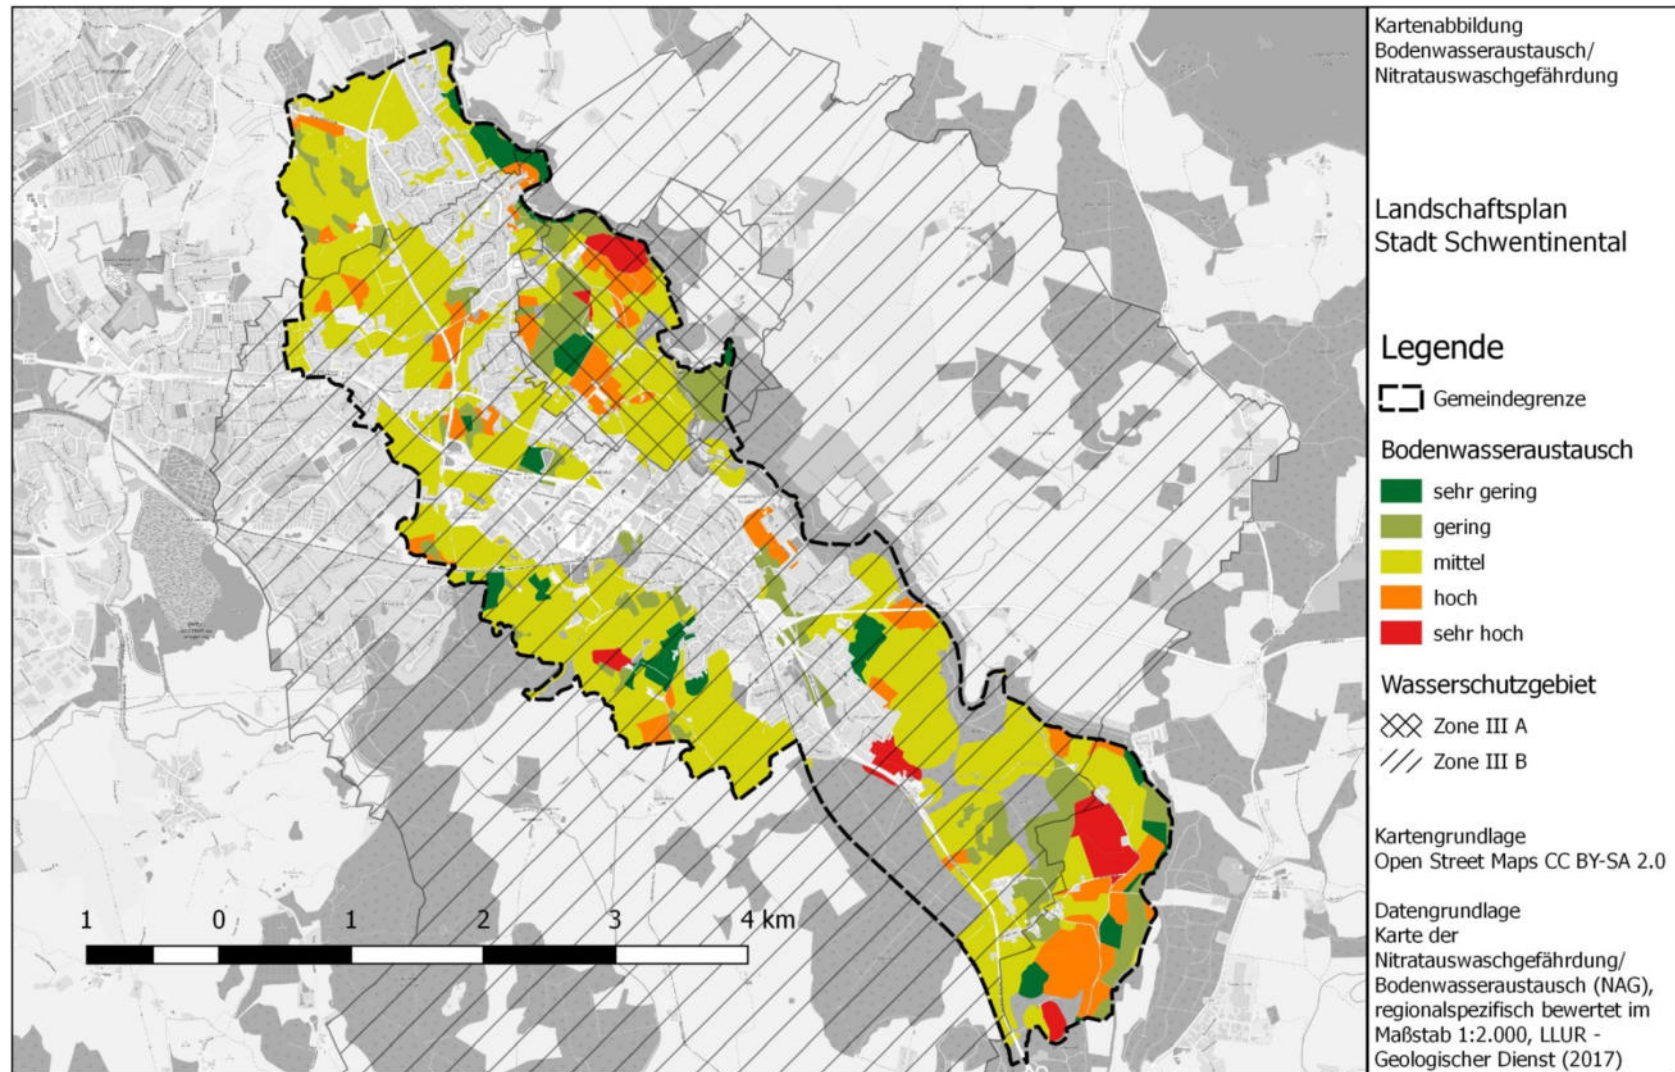 Kartenabbildung
Bodenwasseraustausch/
Nitratauswaschgefährdung
Landschaftsplan
Stadt Schwentinental
Legende
Gemeindegrenze
Bodenwasseraustausch
sehr gering
gering
mittel
hoch
sehr hoch
Wasserschutzgebiet
Zone III A
Zone III B
Kartengrundlage
Open Street Maps CC BY-SA 2.0
Datengrundlage
Karte der
Nitratauswaschgefährdung/
Bodenwasseraustausch (NAG),
regionalspezifisch bewertet im
Maßstab 1:2.000, LLUR -
Geologischer Dienst (2017)
1 0 1 2 3 4 km